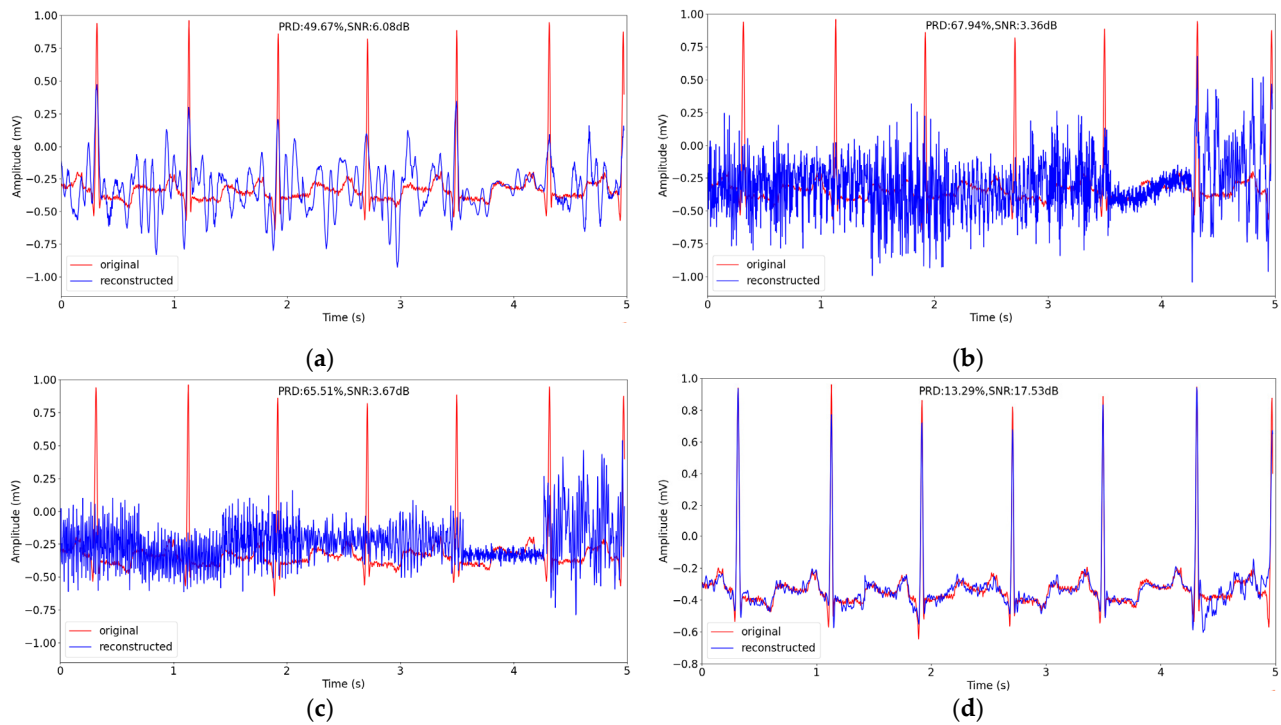 PRD:49.67%,SNR:6.08dB
1.00
0.75
0.50
0.25
0.00
−0.25
−0.50
−0.75
−1.00
Amplitude (mV)
original
reconstructed
0 1 2 3 4 5
Time (s)
(a)
PRD:67.94%,SNR:3.36dB
1.00
0.75
0.50
0.25
0.00
−0.25
−0.50
−0.75
−1.00
Amplitude (mV)
original
reconstructed
0 1 2 3 4 5
Time (s)
(b)
PRD:65.51%,SNR:3.67dB
1.00
0.75
0.50
0.25
0.00
−0.25
−0.50
−0.75
−1.00
Amplitude (mV)
original
reconstructed
0 1 2 3 4 5
Time (s)
(c)
PRD:13.29%,SNR:17.53dB
1.0
0.8
0.6
0.4
0.2
0.0
−0.2
−0.4
−0.6
−0.8
Amplitude (mV)
original
reconstructed
0 1 2 3 4 5
Time (s)
(d)